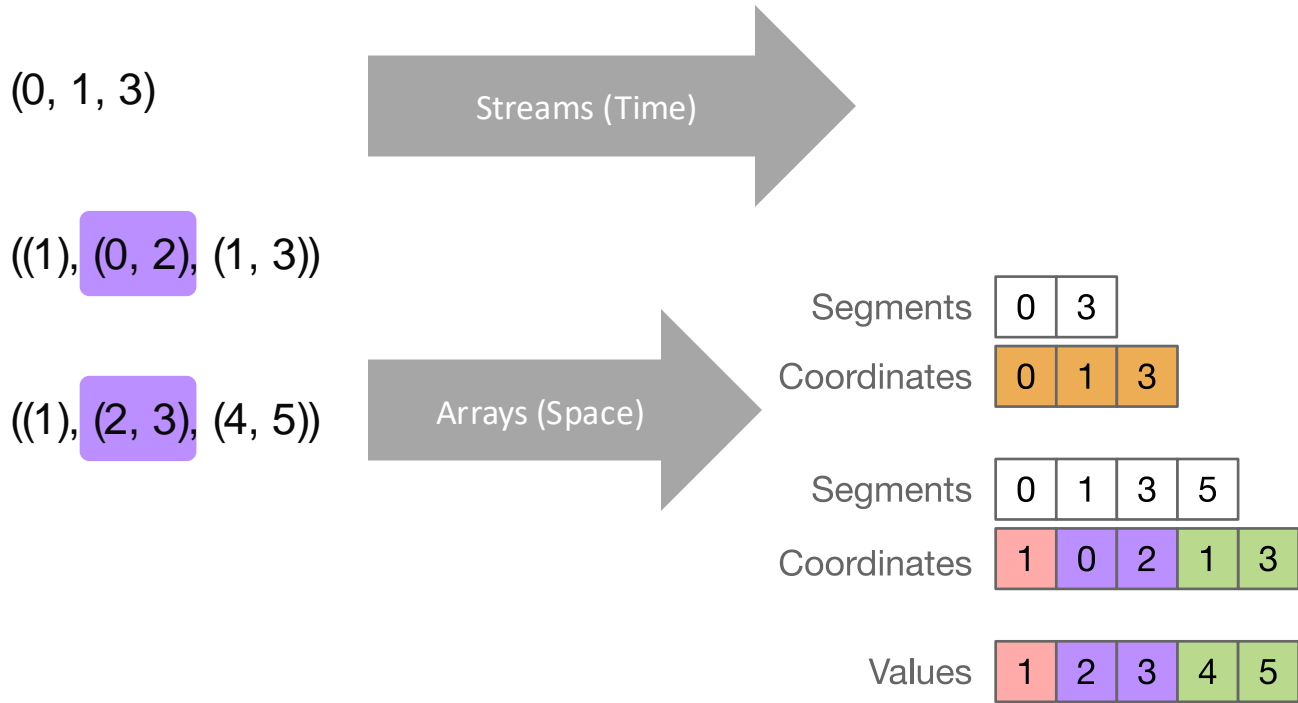 (0, 1, 3)
Streams (Time)
((1), (0, 2), (1, 3))
Segments 0 3
Coordinates 0 1 3
((1), (2, 3), (4, 5))
Arrays (Space)
Segments 0 1 3 5
Coordinates 1 0 2 1 3
Values 1 2 3 4 5